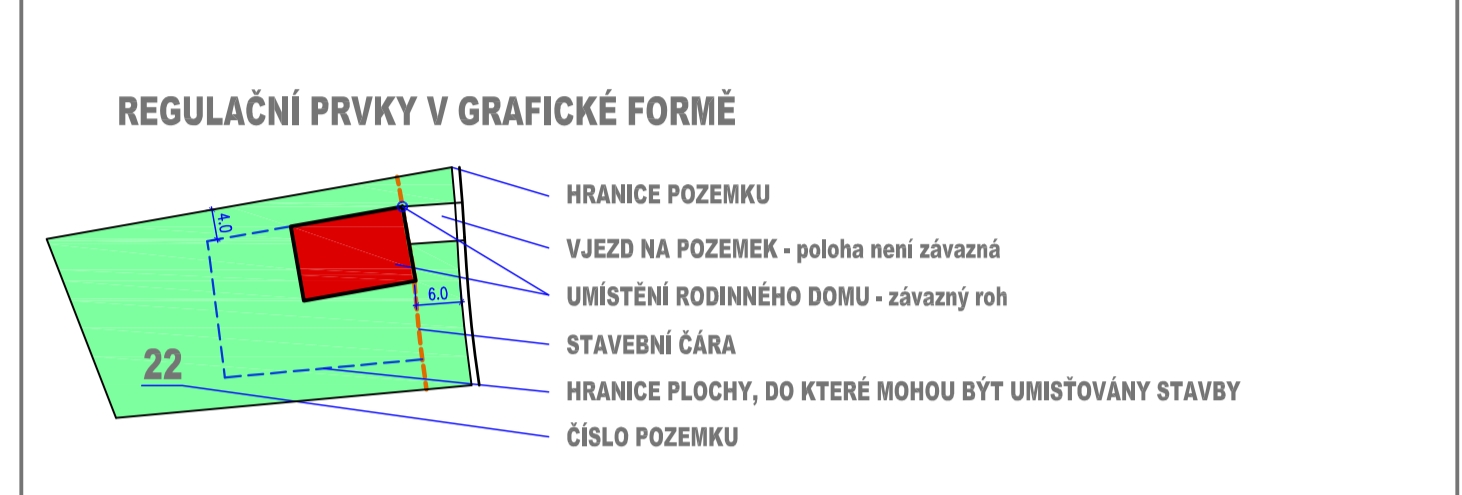 REGULAČNÍ PRVKY V GRAFICKÉ FORMĚ
HRANICE POZEMKU
4.0
VJEZD NA POZEMEK - poloha není závazná
6.0
UMÍSTĚNÍ RODINNÉHO DOMU - závazný roh
STAVEBNÍ ČÁRA
22
HRANICE PLOCHY, DO KTERÉ MOHOU BÝT UMISŤOVÁNY STAVBY
ČÍSLO POZEMKU